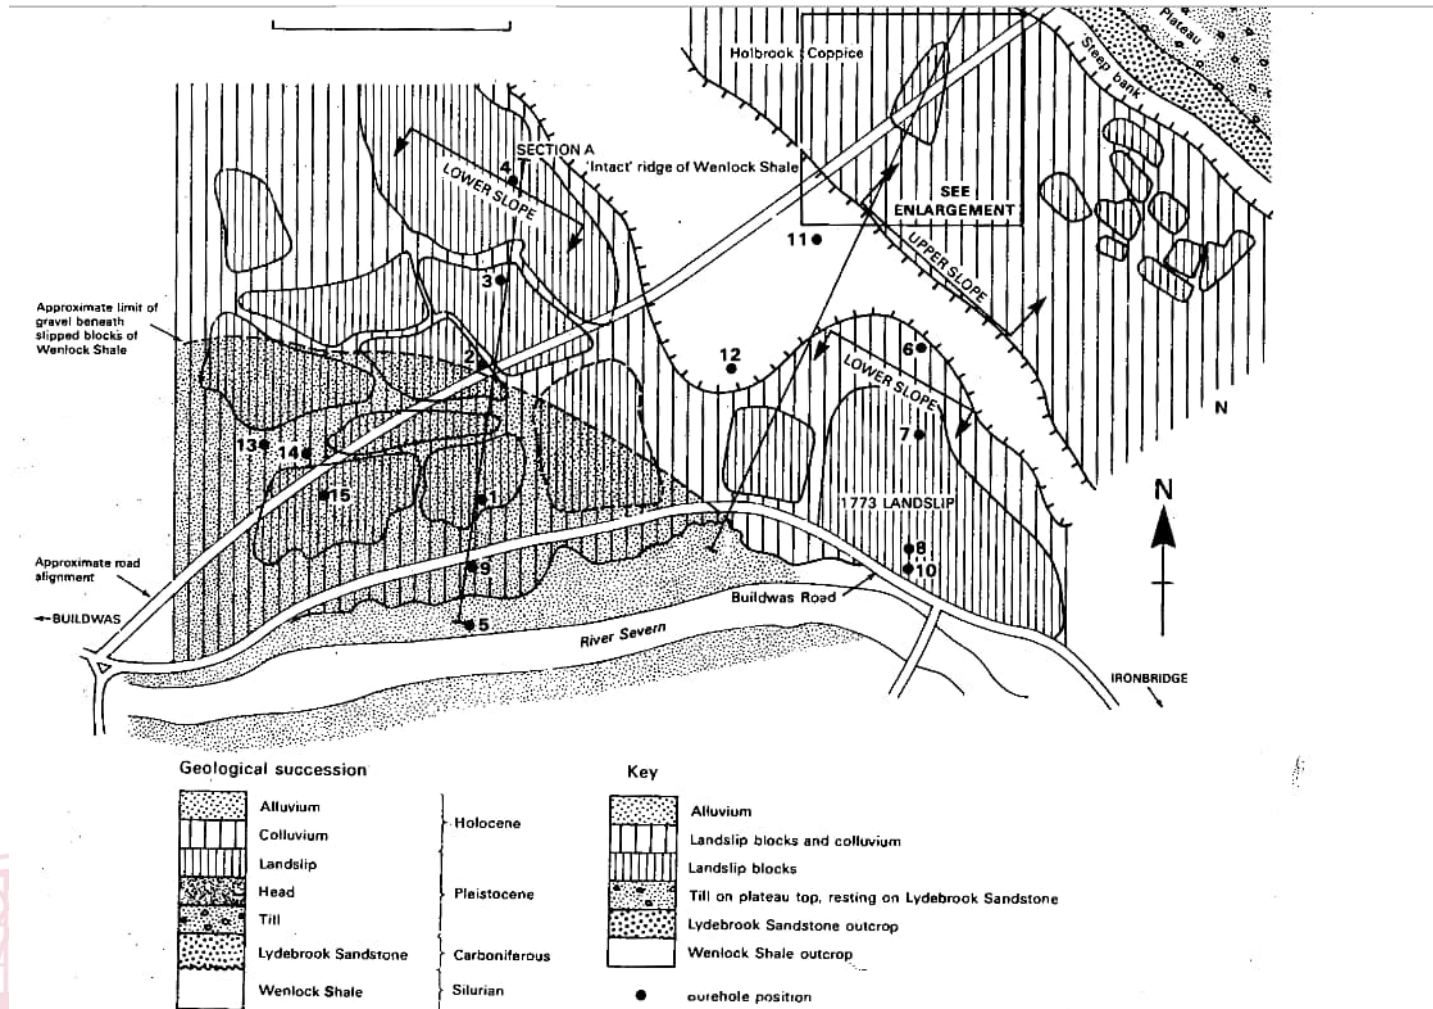 Plateau
Steep bank
Holbrook Coppice
SECTION A
'Intact' ridge of Wenlock Shale
4
LOWER SLOPE
SEE
ENLARGEMENT
11
UPPER SLOPE
3
Approximate limit of
gravel beneath
slipped blocks of
Wenlock Shale
2
12
6
LOWER SLOPE
N
7
13
14
15
1
1773 LANDSLIP
N
8
10
9
Approximate road
alignment
BUILDWAS
5
Buildwas Road
River Severn
IRONBRIDGE
Geological succession
Alluvium
Colluvium
Holocene
Landslip
Head
Pleistocene
Till
Lydebrook Sandstone
Carboniferous
Wenlock Shale
Silurian
Key
Alluvium
Landslip blocks and colluvium
Landslip blocks
Till on plateau top, resting on Lydebrook Sandstone
Lydebrook Sandstone outcrop
Wenlock Shale outcrop
position